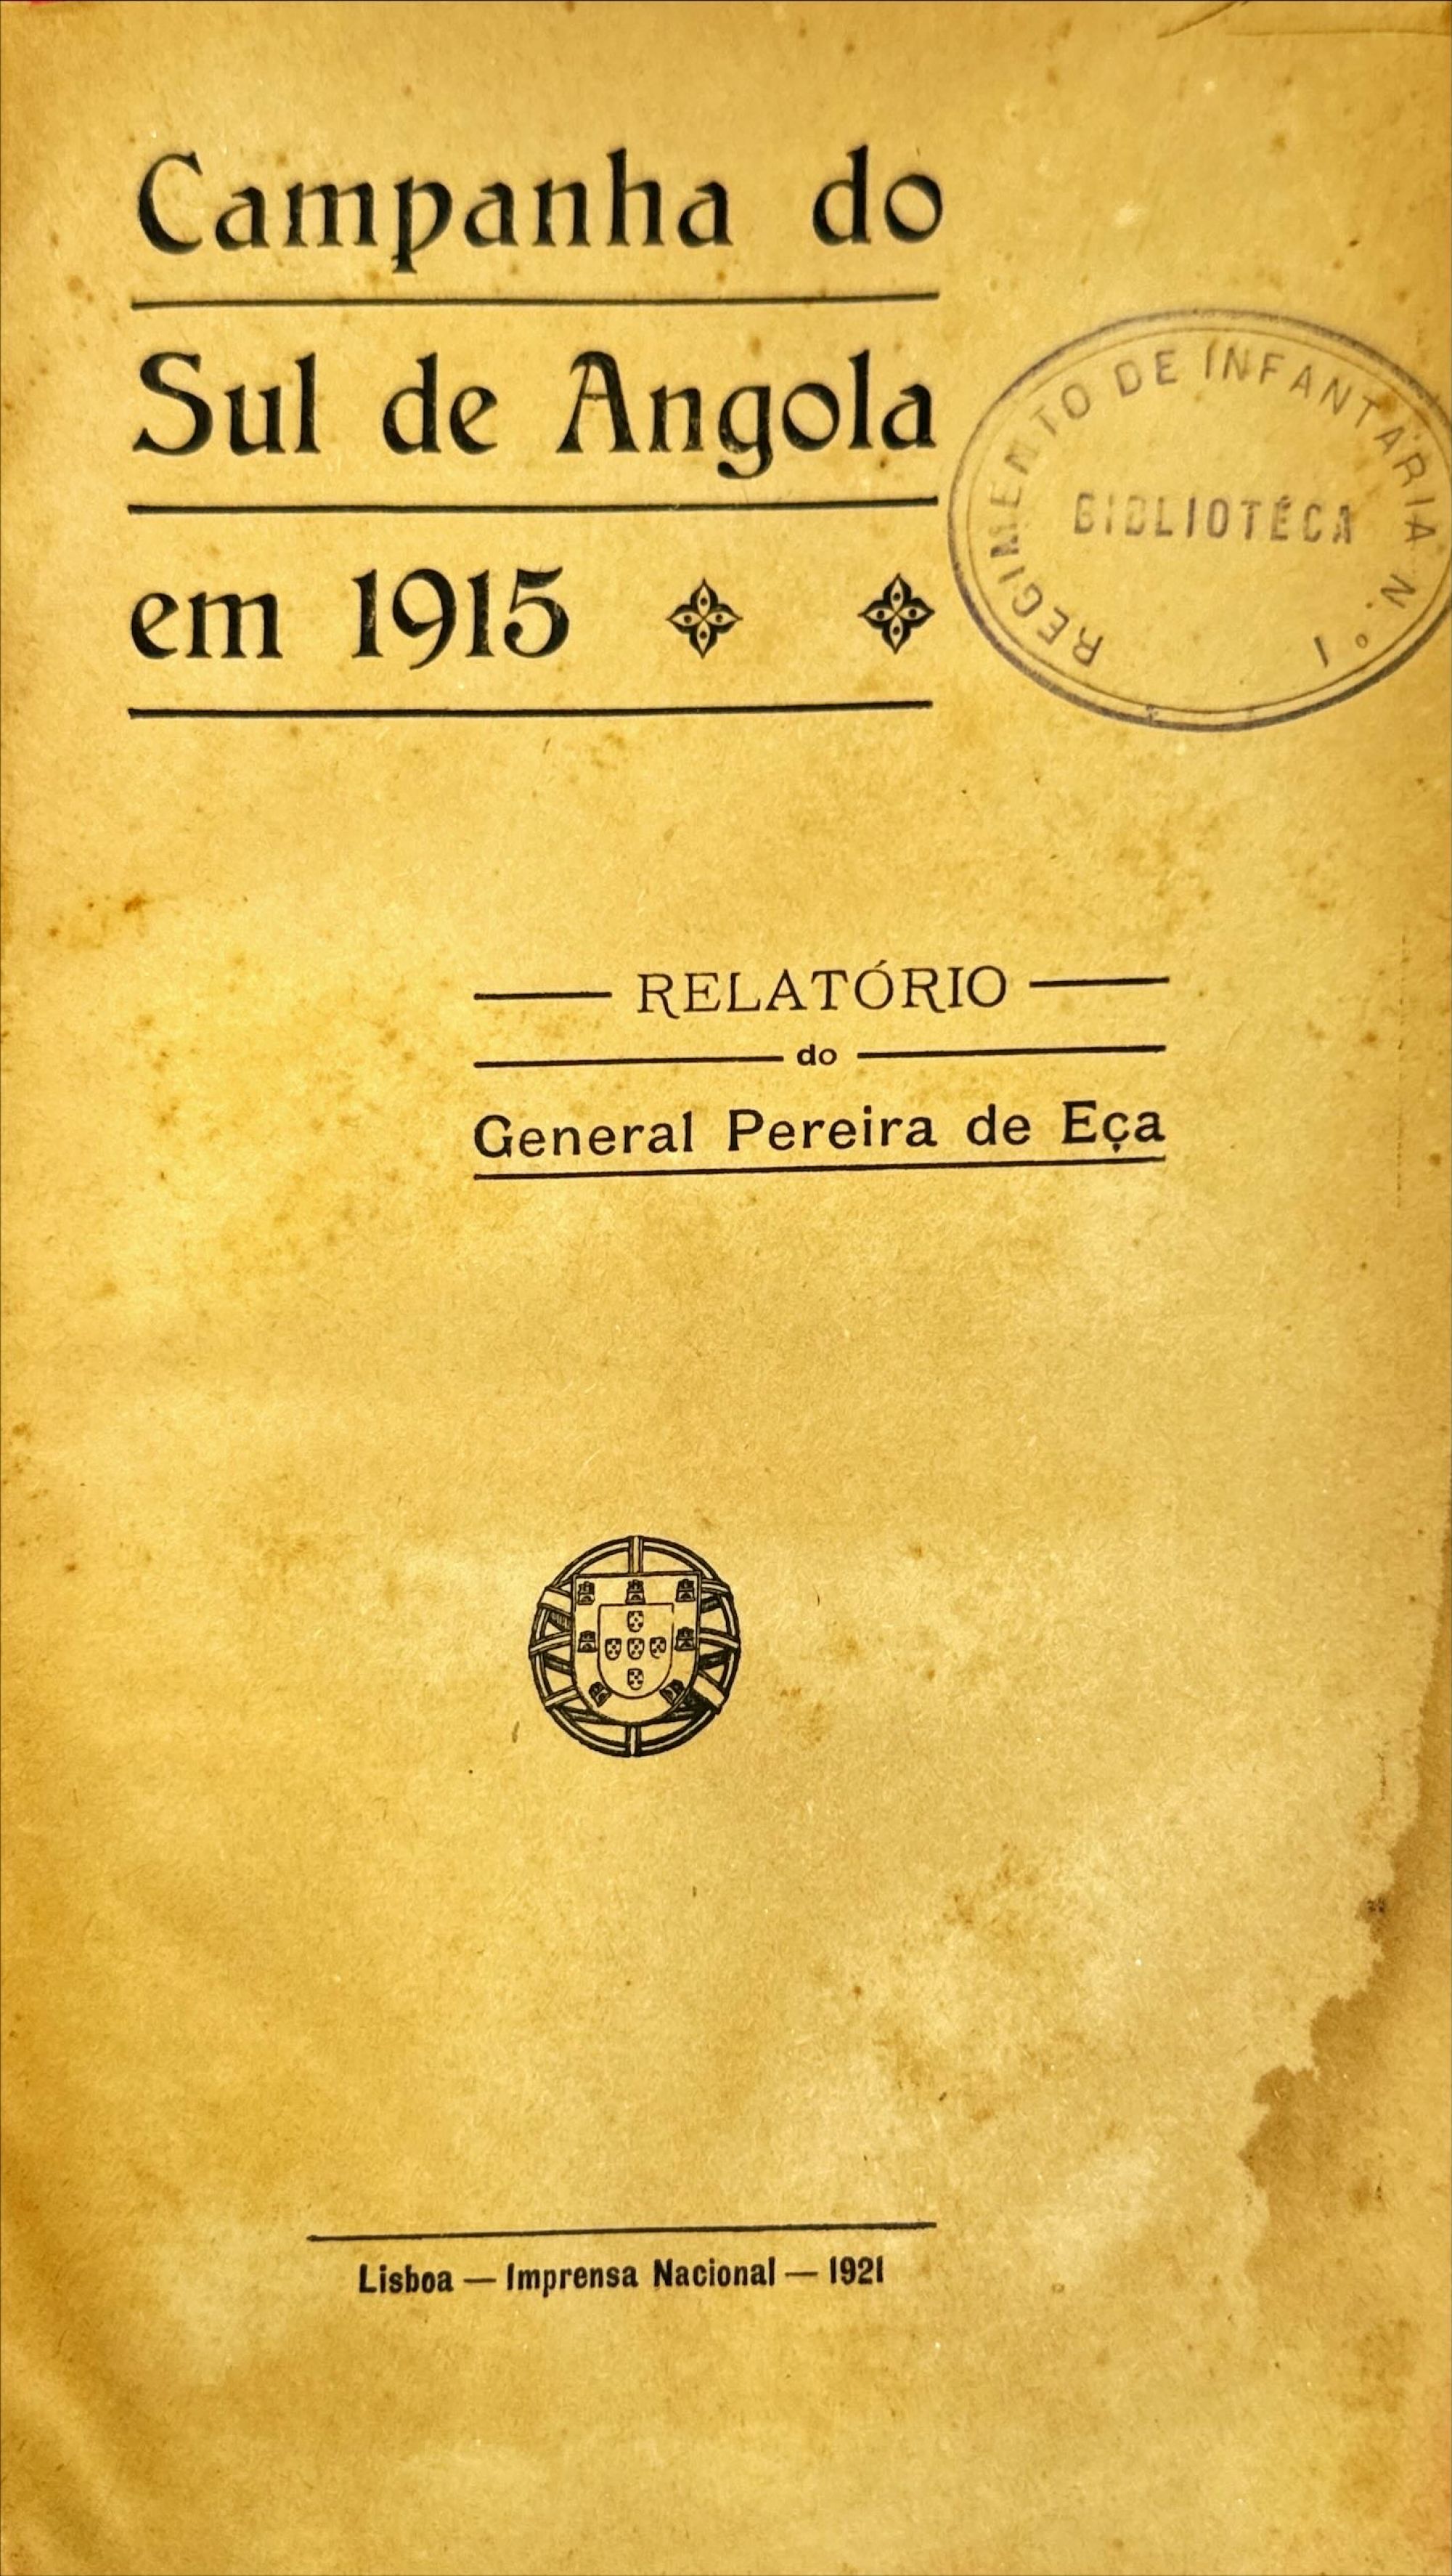 Campanha do
Sul de Angola
em 1915
REGIMENTO DE INFANTARIA N.º 1
BIBLIOTÉCA
RELATÓRIO
do
General Pereira de Eça
Lisboa — Imprensa Nacional — 1921